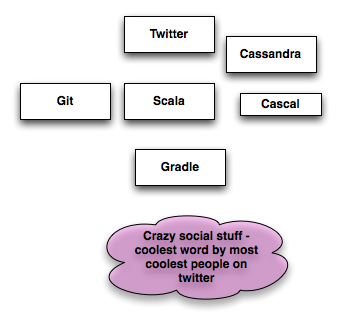 Twitter
Cassandra
Git
Scala
Cascal
Gradle
Crazy social stuff -
coolest word by most
coolest people on
twitter